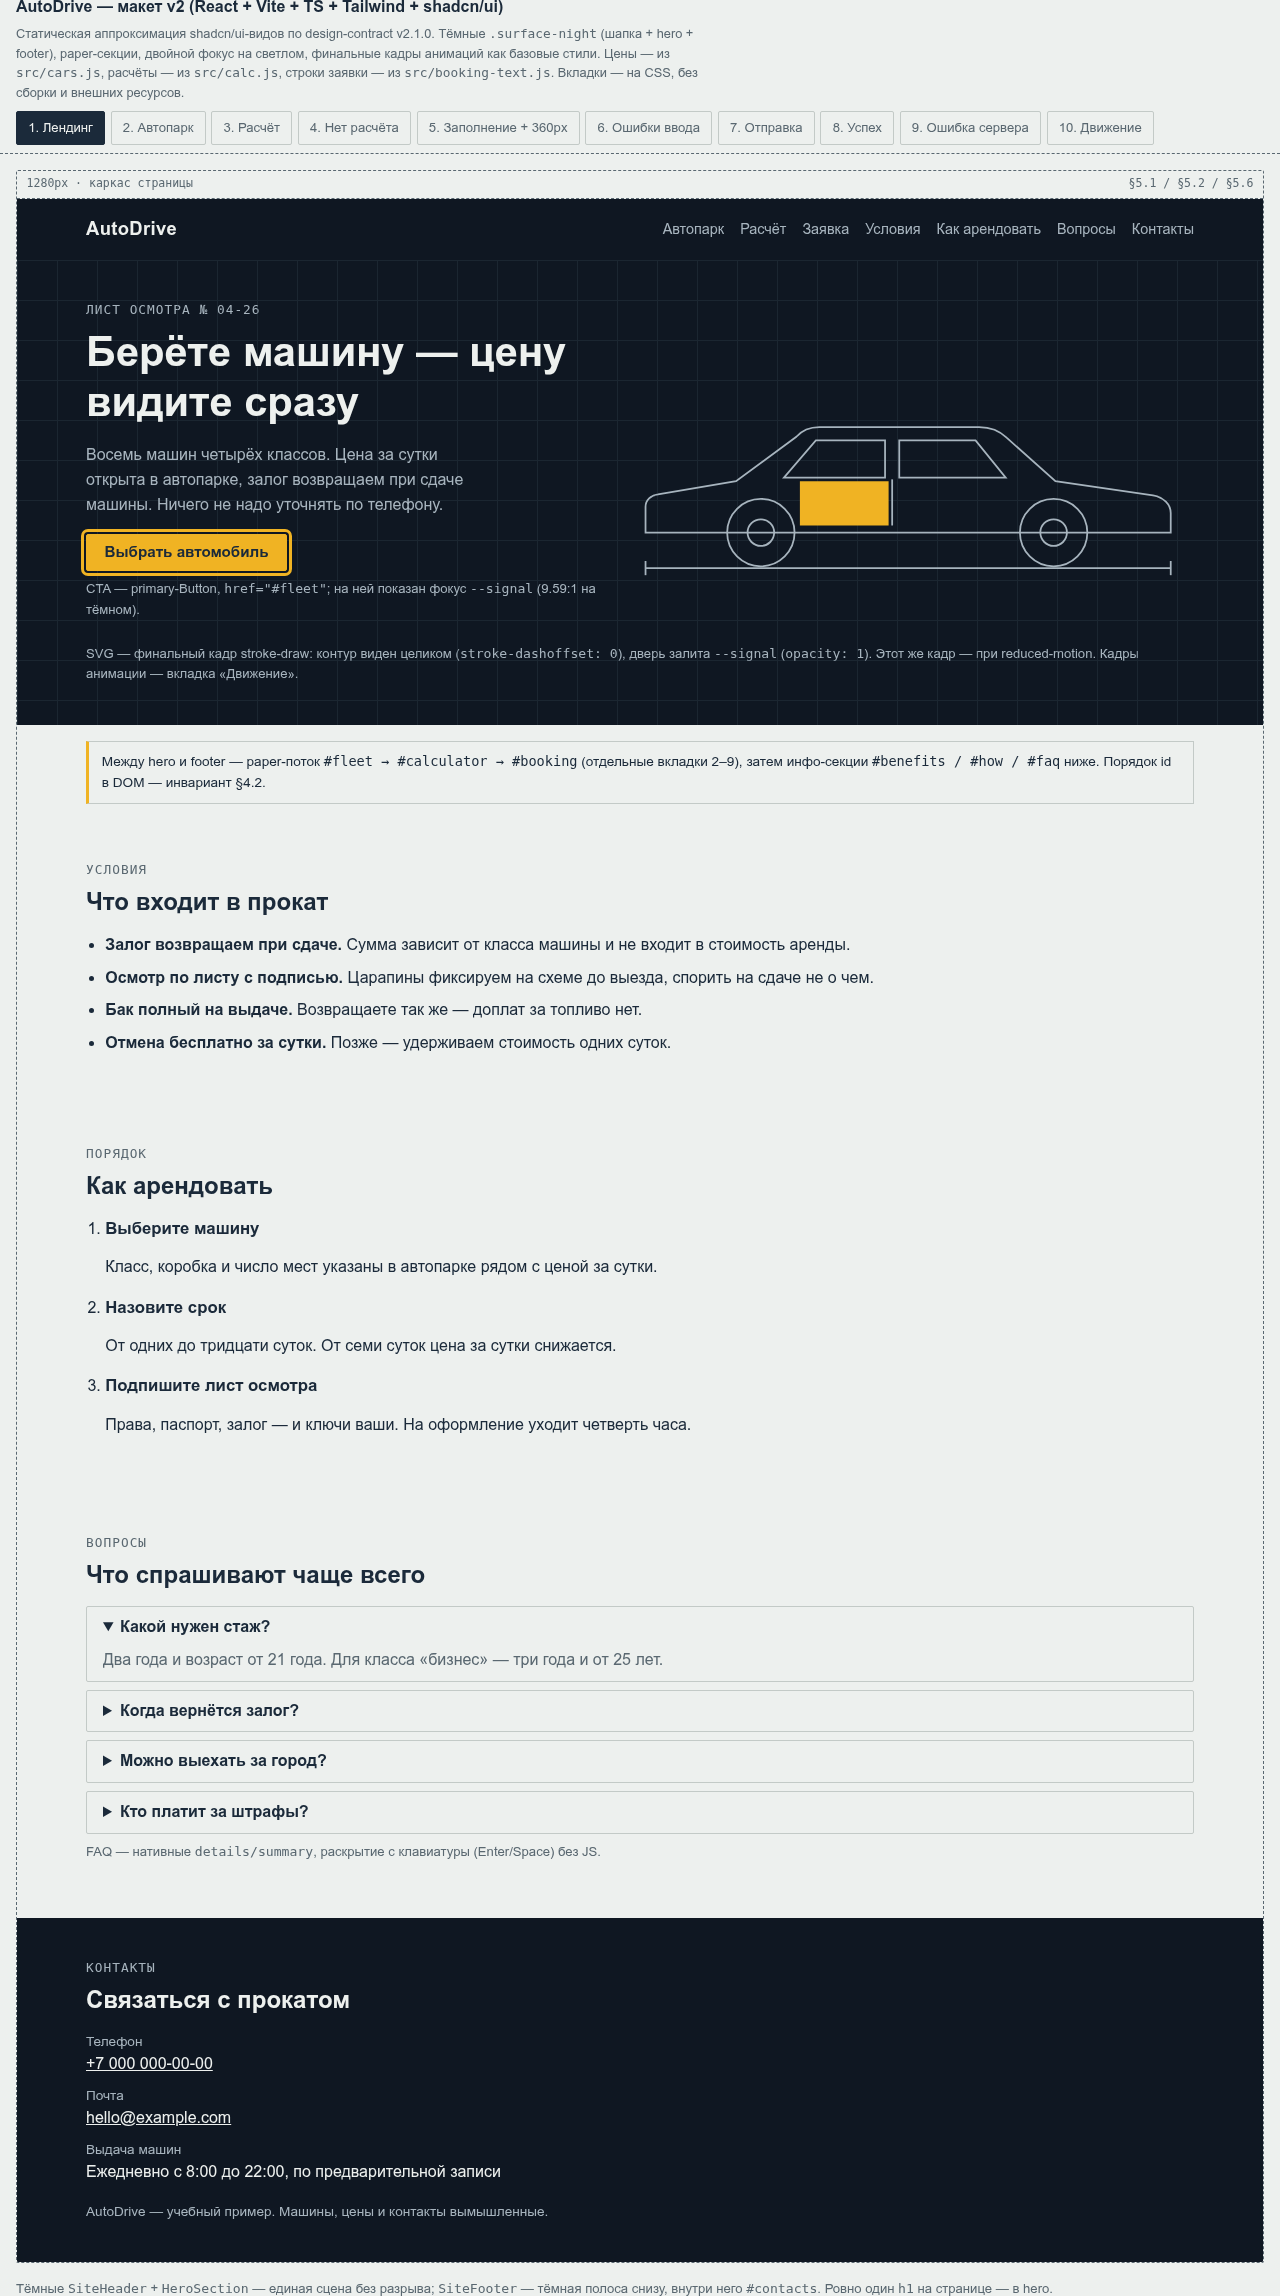 AutoDrive — макет v2 (React + Vite + TS + Tailwind + shadcn/ui)
Статическая аппроксимация shadcn/ui-видов по design-contract v2.1.0. Тёмные .surface-night (шапка + hero +
footer), paper-секции, двойной фокус на светлом, финальные кадры анимаций как базовые стили. Цены — из
src/cars.js, расчёты — из src/calc.js, строки заявки — из src/booking-text.js. Вкладки — на CSS, без
сборки и внешних ресурсов.
1. Лендинг
2. Автопарк
3. Расчёт
4. Нет расчёта
5. Заполнение + 360px
6. Ошибки ввода
7. Отправка
8. Успех
9. Ошибка сервера
10. Движение
1280px · каркас страницы
§5.1 / §5.2 / §5.6
AutoDrive
Автопарк Расчёт Заявка Условия Как арендовать Вопросы Контакты
ЛИСТ ОСМОТРА № 04-26
Берёте машину — цену
видите сразу
Восемь машин четырёх классов. Цена за сутки
открыта в автопарке, залог возвращаем при сдаче
машины. Ничего не надо уточнять по телефону.
Выбрать автомобиль
CTA — primary-Button, href="#fleet"; на ней показан фокус --signal (9.59:1 на
тёмном).
SVG — финальный кадр stroke-draw: контур виден целиком (stroke-dashoffset: 0), дверь залита --signal (opacity: 1). Этот же кадр — при reduced-motion. Кадры
анимации — вкладка «Движение».
Между hero и footer — paper-поток #fleet → #calculator → #booking (отдельные вкладки 2–9), затем инфо-секции #benefits / #how / #faq ниже. Порядок id
в DOM — инвариант §4.2.
УСЛОВИЯ
Что входит в прокат
• Залог возвращаем при сдаче. Сумма зависит от класса машины и не входит в стоимость аренды.
• Осмотр по листу с подписью. Царапины фиксируем на схеме до выезда, спорить на сдаче не о чем.
• Бак полный на выдаче. Возвращаете так же — доплат за топливо нет.
• Отмена бесплатно за сутки. Позже — удерживаем стоимость одних суток.
ПОРЯДОК
Как арендовать
1. Выберите машину
Класс, коробка и число мест указаны в автопарке рядом с ценой за сутки.
2. Назовите срок
От одних до тридцати суток. От семи суток цена за сутки снижается.
3. Подпишите лист осмотра
Права, паспорт, залог — и ключи ваши. На оформление уходит четверть часа.
ВОПРОСЫ
Что спрашивают чаще всего
▼ Какой нужен стаж?
Два года и возраст от 21 года. Для класса «бизнес» — три года и от 25 лет.
▶ Когда вернётся залог?
▶ Можно выехать за город?
▶ Кто платит за штрафы?
FAQ — нативные details/summary, раскрытие с клавиатуры (Enter/Space) без JS.
КОНТАКТЫ
Связаться с прокатом
Телефон
+7 000 000-00-00
Почта
hello@example.com
Выдача машин
Ежедневно с 8:00 до 22:00, по предварительной записи
AutoDrive — учебный пример. Машины, цены и контакты вымышленные.
Тёмные SiteHeader + HeroSection — единая сцена без разрыва; SiteFooter — тёмная полоса снизу, внутри него #contacts. Ровно один h1 на странице — в hero.